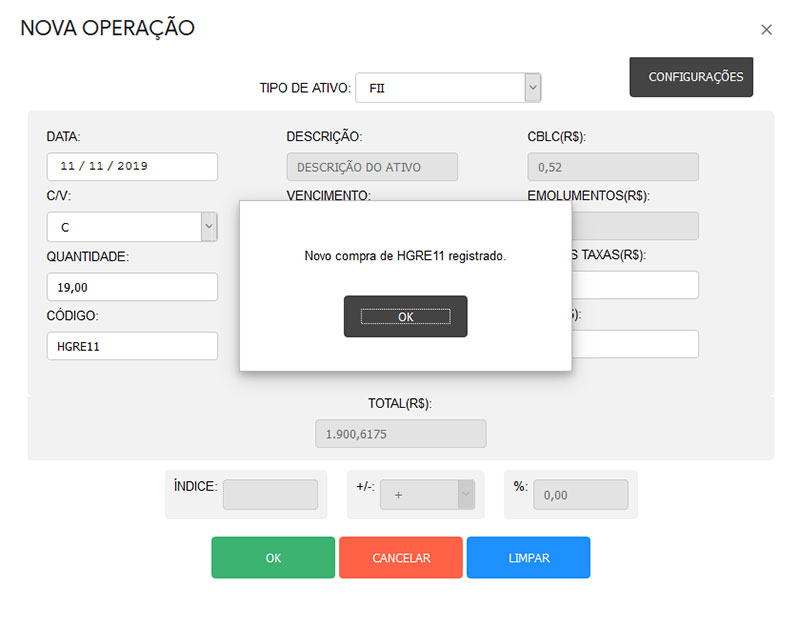 NOVA OPERAÇÃO
TIPO DE ATIVO: FII
CONFIGURAÇÕES
DATA: DESCRIÇÃO: CBLC(R$):
11 / 11 / 2019 DESCRIÇÃO DO ATIVO 0,52
C/V: VENCIMENTO: EMOLUMENTOS(R$):
C
QUANTIDADE: TAXAS(R$):
19,00
CÓDIGO:
HGRE11
Novo compra de HGRE11 registrado.
OK
TOTAL(R$):
1.900,6175
ÍNDICE: +/-: + %: 0,00
OK CANCELAR LIMPAR